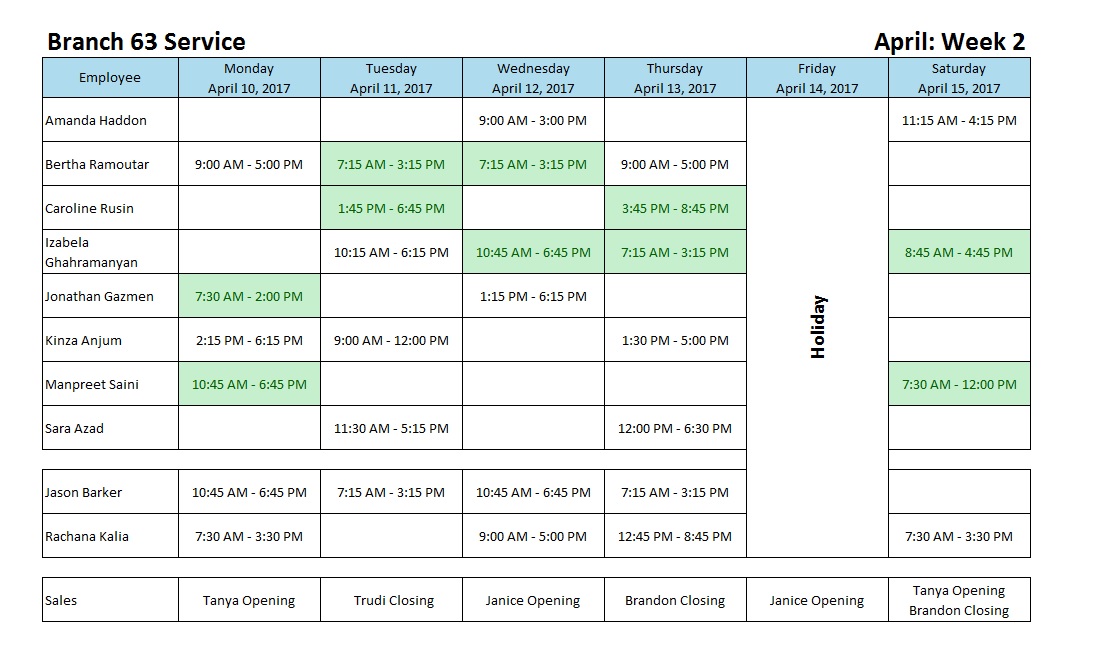 Branch 63 Service April: Week 2
Employee Monday Tuesday Wednesday Thursday Friday Saturday
April 10, 2017 April 11, 2017 April 12, 2017 April 13, 2017 April 14, 2017 April 15, 2017
Amanda Haddon 9:00 AM - 3:00 PM 11:15 AM - 4:15 PM
Bertha Ramoutar 9:00 AM - 5:00 PM 7:15 AM - 3:15 PM 7:15 AM - 3:15 PM 9:00 AM - 5:00 PM
Caroline Rusin 1:45 PM - 6:45 PM 3:45 PM - 8:45 PM
Izabela
Ghahramanyan 10:15 AM - 6:15 PM 10:45 AM - 6:45 PM 7:15 AM - 3:15 PM 8:45 AM - 4:45 PM
Jonathan Gazmen 7:30 AM - 2:00 PM 1:15 PM - 6:15 PM
Holiday
Kinza Anjum 2:15 PM - 6:15 PM 9:00 AM - 12:00 PM 1:30 PM - 5:00 PM
Manpreet Saini 10:45 AM - 6:45 PM 7:30 AM - 12:00 PM
Sara Azad 11:30 AM - 5:15 PM 12:00 PM - 6:30 PM
Jason Barker 10:45 AM - 6:45 PM 7:15 AM - 3:15 PM 10:45 AM - 6:45 PM 7:15 AM - 3:15 PM
Rachana Kalia 7:30 AM - 3:30 PM 9:00 AM - 5:00 PM 12:45 PM - 8:45 PM 7:30 AM - 3:30 PM
Sales Tanya Opening Trudi Closing Janice Opening Brandon Closing Janice Opening Tanya Opening
Brandon Closing